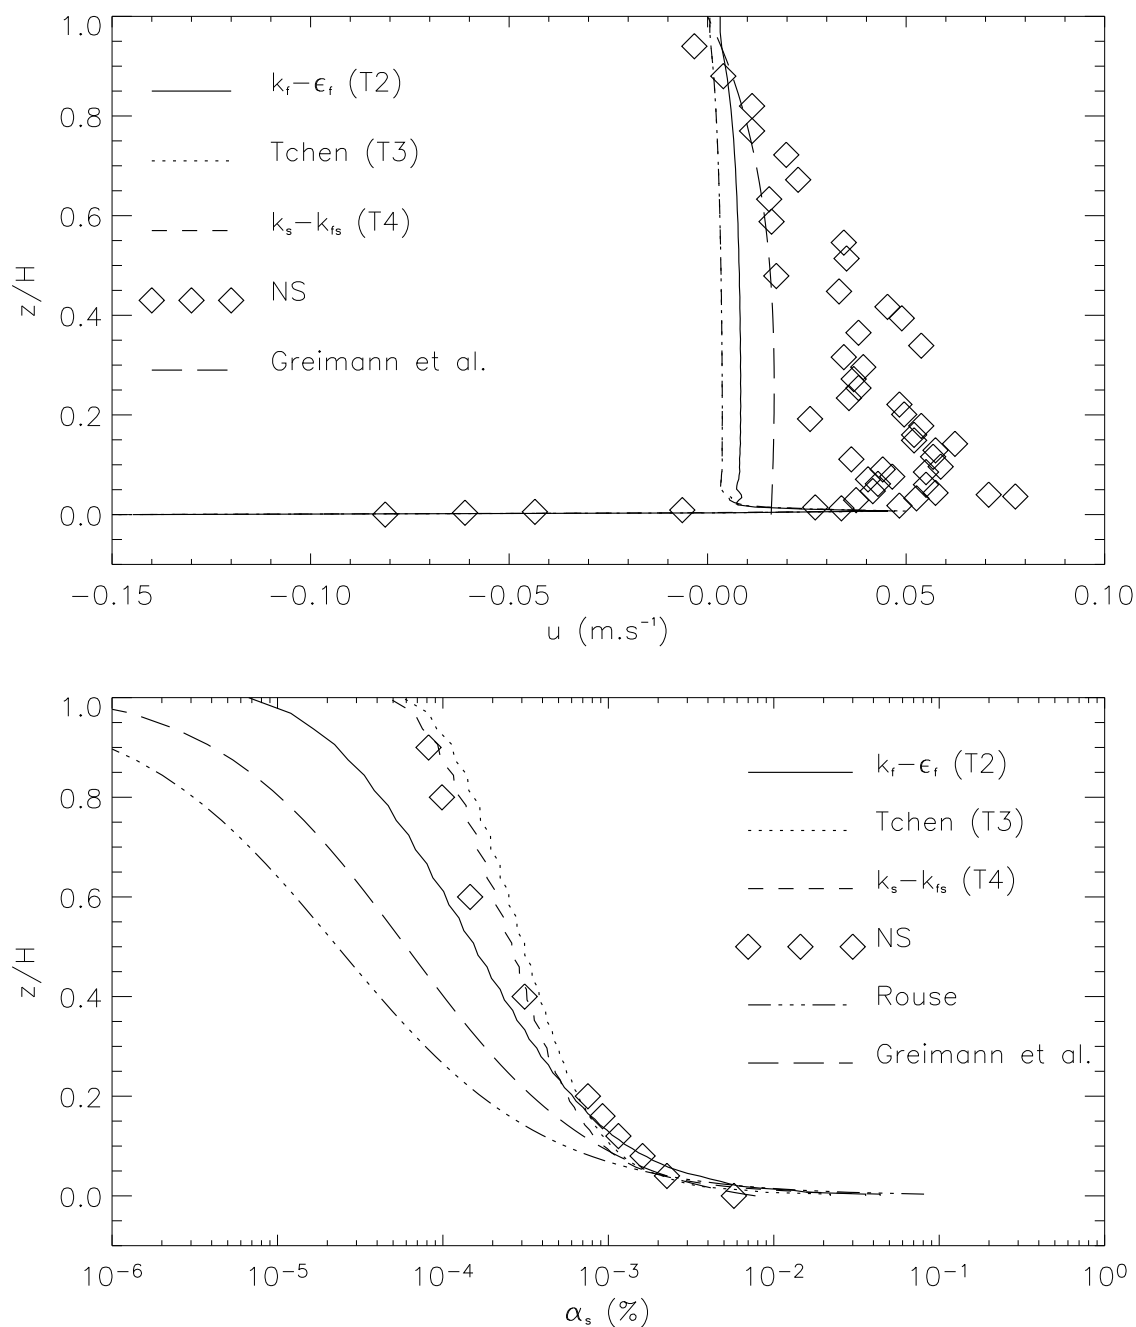 1.0
0.8
0.6
0.4
0.2
0.0
z/H
k_f−ϵ_f (T2)
Tchen (T3)
k_s−k_fs (T4)
NS
Greimann et al.
−0.15 −0.10 −0.05 −0.00 0.05 0.10
u (m.s⁻¹)
1.0
0.8
0.6
0.4
0.2
0.0
z/H
k_f−ϵ_f (T2)
Tchen (T3)
k_s−k_fs (T4)
NS
Rouse
Greimann et al.
10⁻⁶ 10⁻⁵ 10⁻⁴ 10⁻³ 10⁻² 10⁻¹ 10⁰
α_s (%)